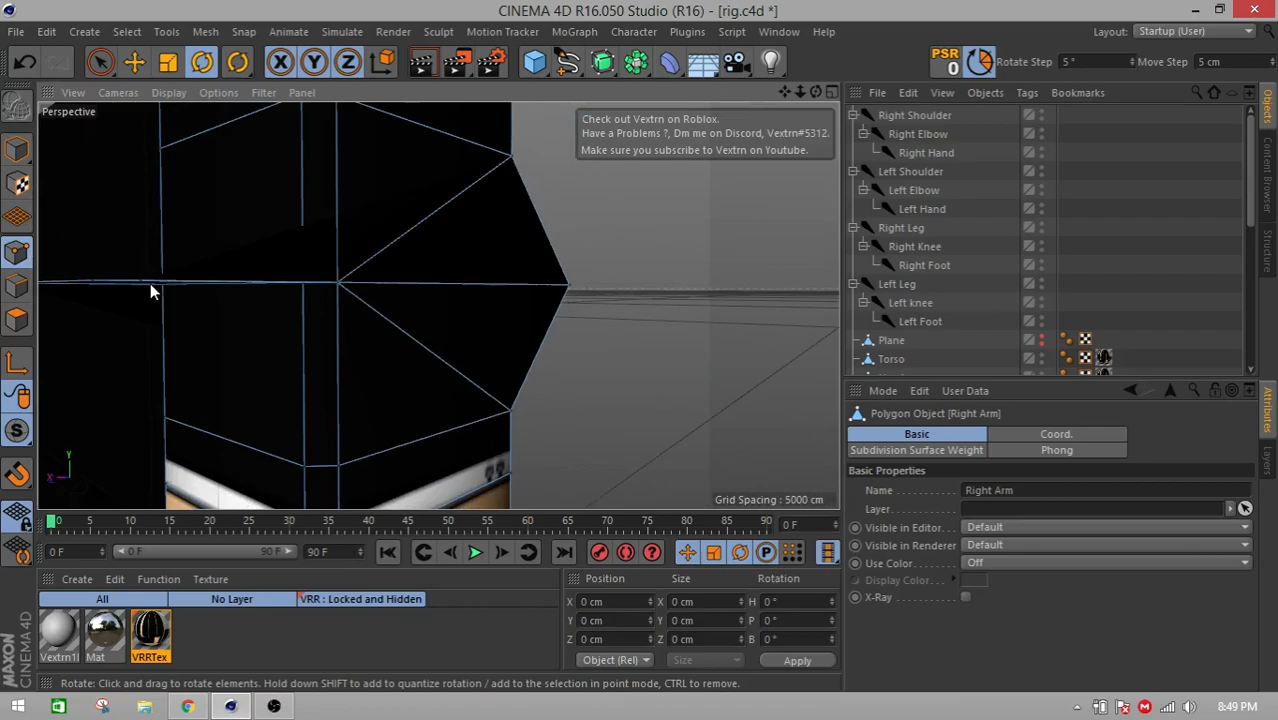 CINEMA 4D R16.050 Studio (R16) - [rig.c4d *]
File Edit Create Select Tools Mesh Snap Animate Simulate Render Sculpt Motion Tracker MoGraph Character Plugins Script Window Help Layout: Startup (User)
X Y Z PSR 0 Rotate Step 5 ° Move Step 5 cm
View Cameras Display Options Filter Panel File Edit View Objects Tags Bookmarks
Perspective
Check out Vextrn on Roblox.
Have a Problems ?, Dm me on Discord, Vextrn#5312.
Make sure you subscribe to Vextrn on Youtube.
Right Shoulder
Right Elbow
Right Hand
Left Shoulder
Left Elbow
Left Hand
Right Leg
Right Knee
Right Foot
Left Leg
Left knee
Left Foot
Plane
Torso
Objects
Content Browser
Structure
Attributes
Layers
Mode Edit User Data
Polygon Object [Right Arm]
Basic Coord.
Subdivision Surface Weight Phong
Basic Properties
Name Right Arm
Layer
Visible in Editor Default
Visible in Renderer Default
Use Color Off
Display Color
X-Ray
Y
X
Grid Spacing : 5000 cm
0 5 10 15 20 25 30 35 40 45 50 55 60 65 70 75 80 85 90 0 F
0 F 0 F 90 F 90 F
Create Edit Function Texture
All No Layer VRR : Locked and Hidden
Mat VRRTex
Position Size Rotation
X 0 cm X 0 cm H 0 °
Y 0 cm Y 0 cm P 0 °
Z 0 cm Z 0 cm B 0 °
Object (Rel) Size Apply
MAXON CINEMA 4D
Rotate: Click and drag to rotate elements. Hold down SHIFT to add to quantize rotation / add to the selection in point mode, CTRL to remove.
8:49 PM